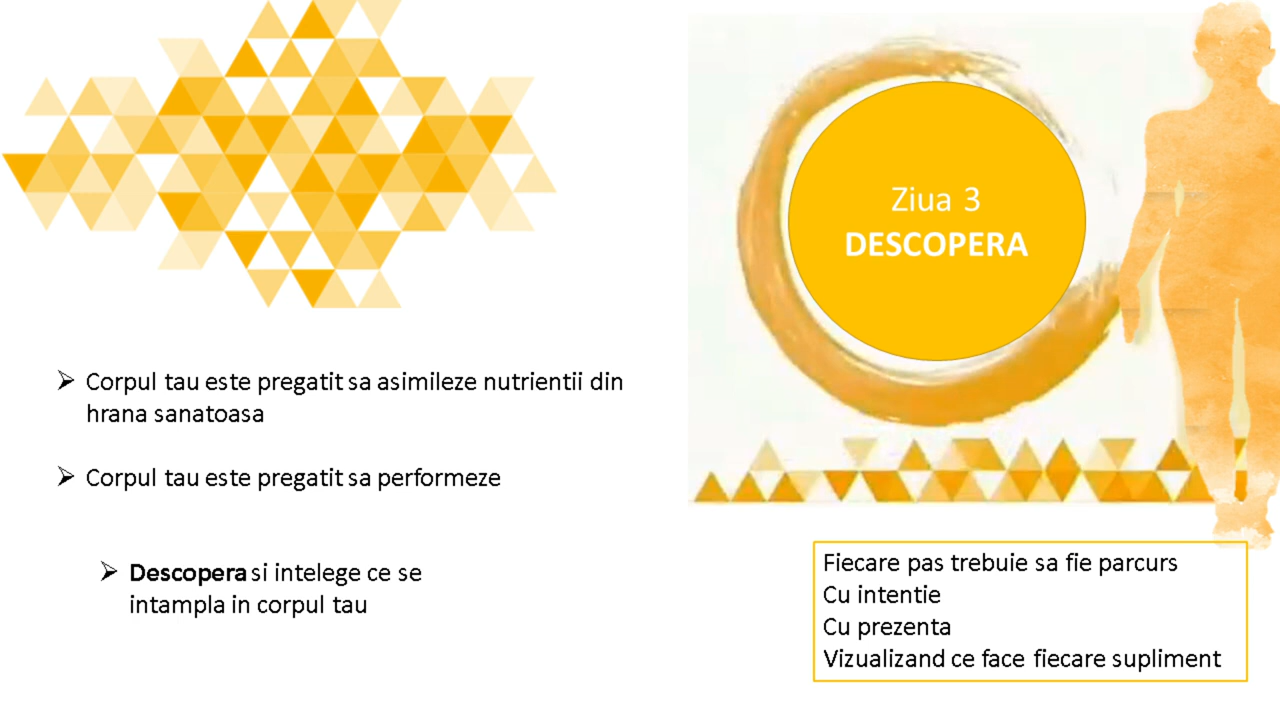 Ziua 3
DESCOPERA
Corpul tau este pregatit sa asimileze nutrientii din
hrana sanatoasa
Corpul tau este pregatit sa performeze
Descopera si intelege ce se
intampla in corpul tau
Fiecare pas trebuie sa fie parcurs
Cu intentie
Cu prezenta
Vizualizand ce face fiecare supliment